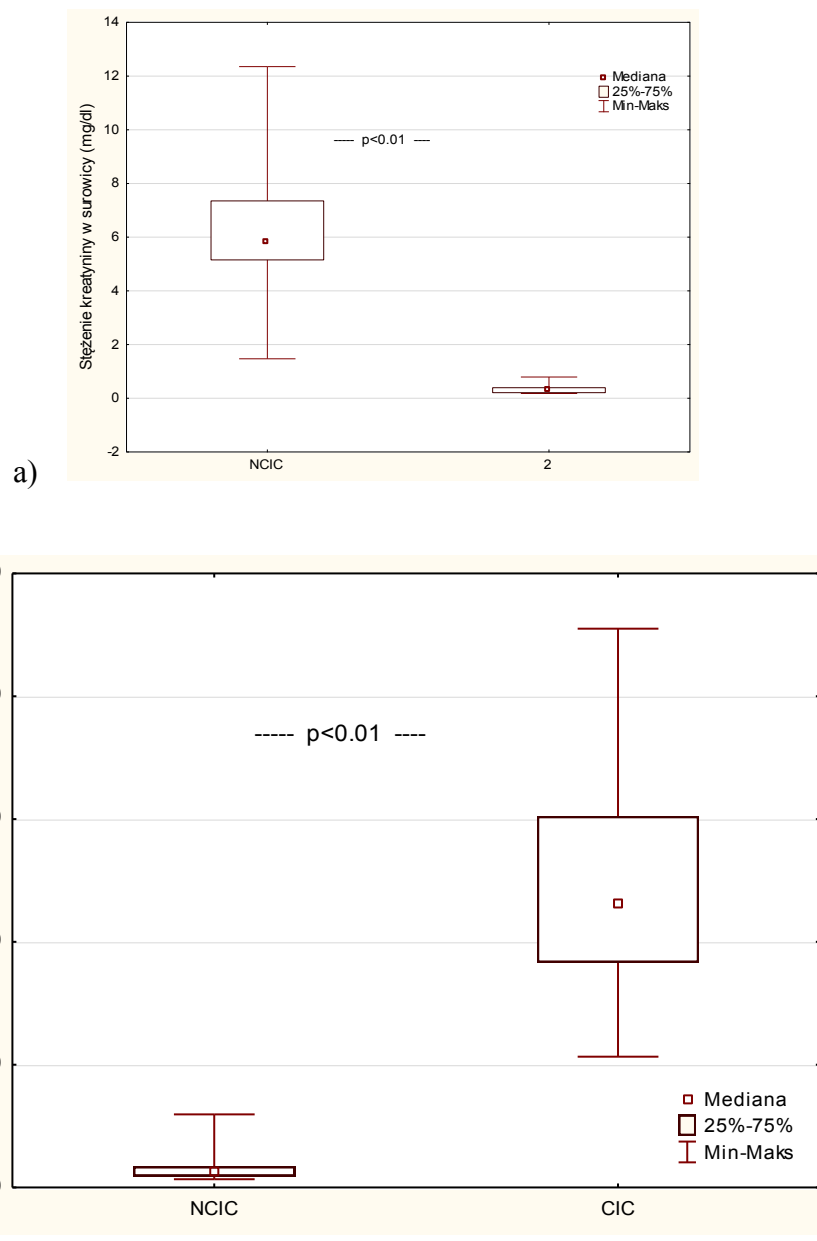 14
12
10
8
6
4
2
0
-2
Stężenie kreatyniny w surowicy (mg/dl)
Mediana
25%-75%
Min-Maks
----- p<0.01 ----
NCIC 2
a)
----- p<0.01 ----
Mediana
25%-75%
Min-Maks
NCIC CIC